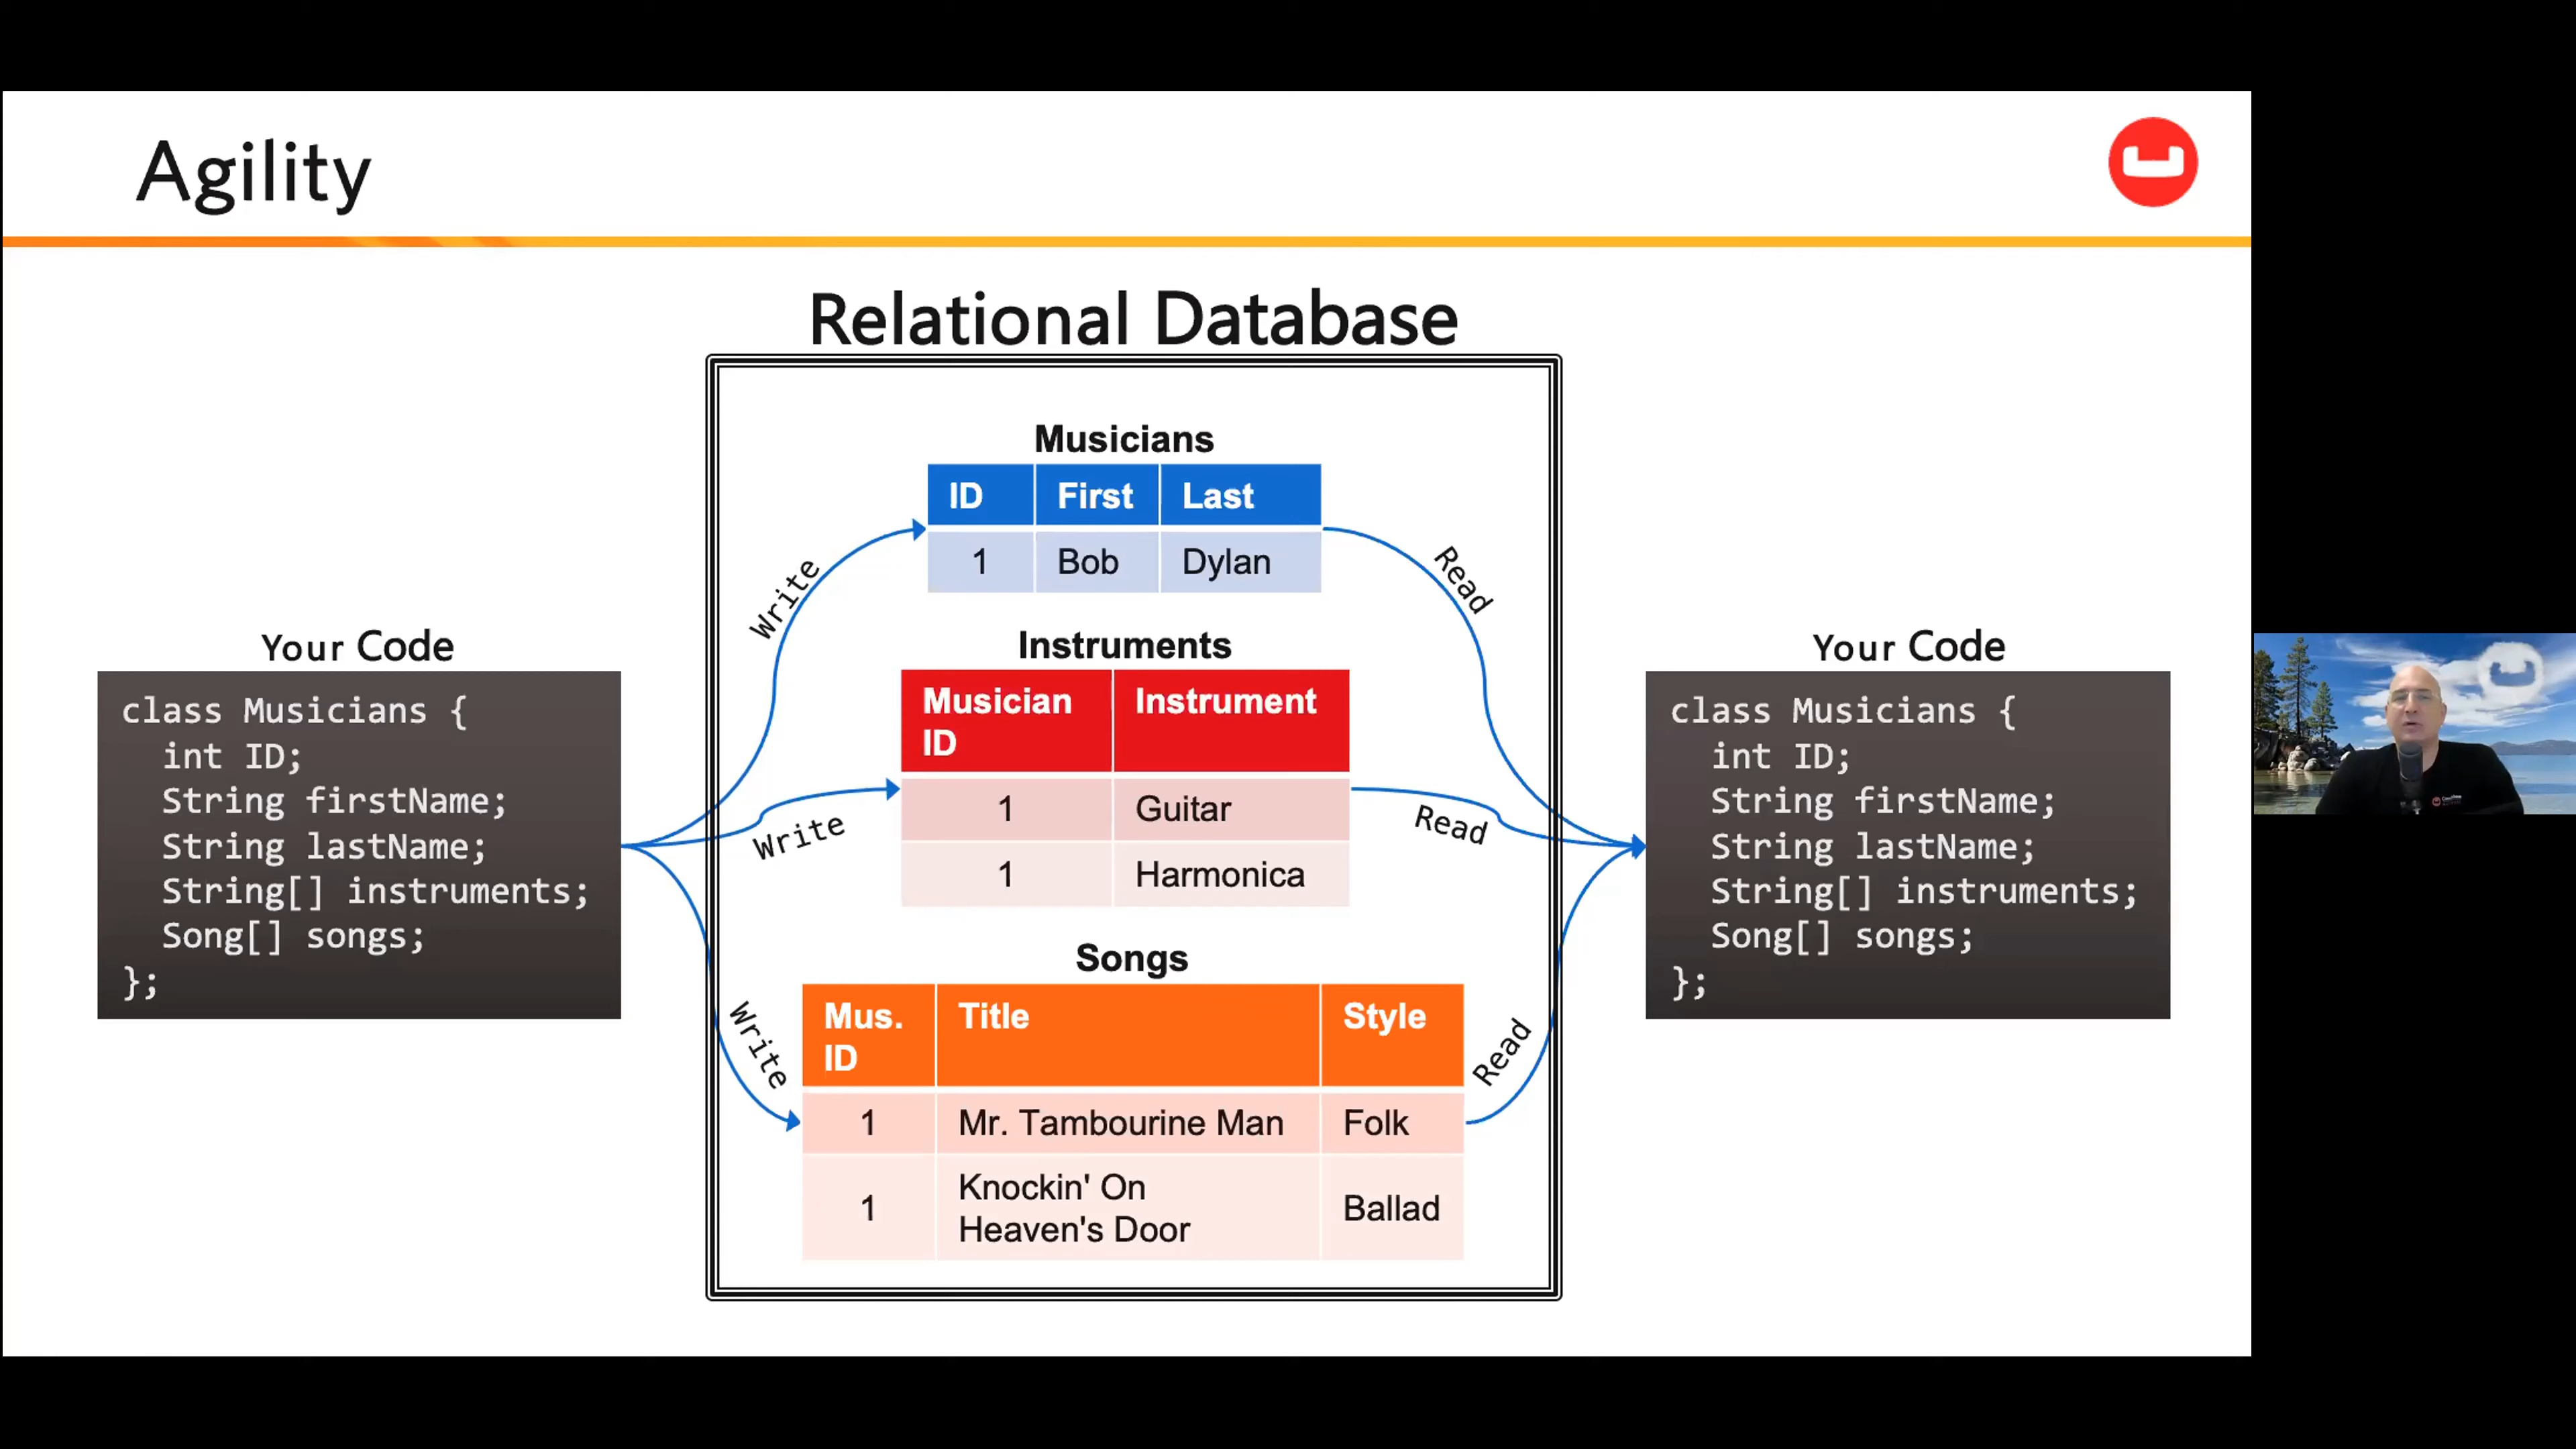 Agility
Relational Database
Your Code
class Musicians {
int ID;
String firstName;
String lastName;
String[] instruments;
Song[] songs;
};
Write
Write
Write
Musicians
ID First Last
1 Bob Dylan
Instruments
Musician ID Instrument
1 Guitar
1 Harmonica
Songs
Mus. ID Title Style
1 Mr. Tambourine Man Folk
1 Knockin' On Heaven's Door Ballad
Read
Read
Read
Your Code
class Musicians {
int ID;
String firstName;
String lastName;
String[] instruments;
Song[] songs;
};